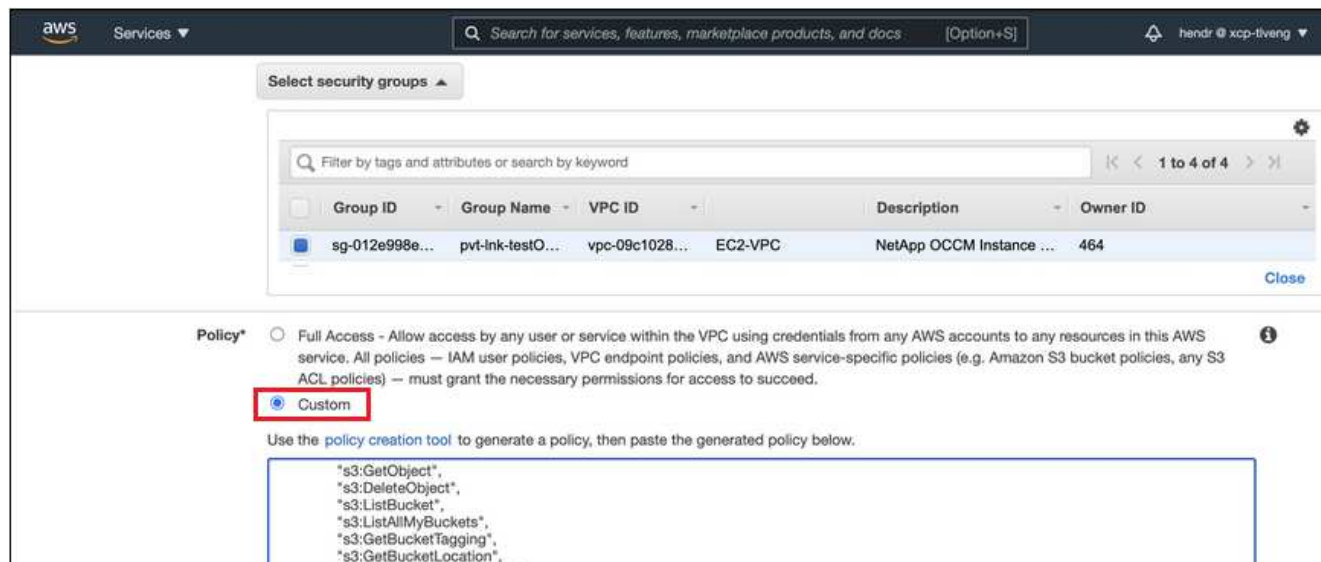 aws Services ▼ Search for services, features, marketplace products, and docs [Option+S] hendr @ xcp-tlveng ▼
Select security groups ▲
Filter by tags and attributes or search by keyword |< < 1 to 4 of 4 > >|
Group ID Group Name VPC ID Description Owner ID
sg-012e998e... pvt-lnk-testO... vpc-09c1028... EC2-VPC NetApp OCCM Instance ... 464
Close
Policy* Full Access - Allow access by any user or service within the VPC using credentials from any AWS accounts to any resources in this AWS
service. All policies — IAM user policies, VPC endpoint policies, and AWS service-specific policies (e.g. Amazon S3 bucket policies, any S3
ACL policies) — must grant the necessary permissions for access to succeed.
Custom
Use the policy creation tool to generate a policy, then paste the generated policy below.
"s3:GetObject",
"s3:DeleteObject",
"s3:ListBucket",
"s3:ListAllMyBuckets",
"s3:GetBucketTagging",
"s3:GetBucketLocation",